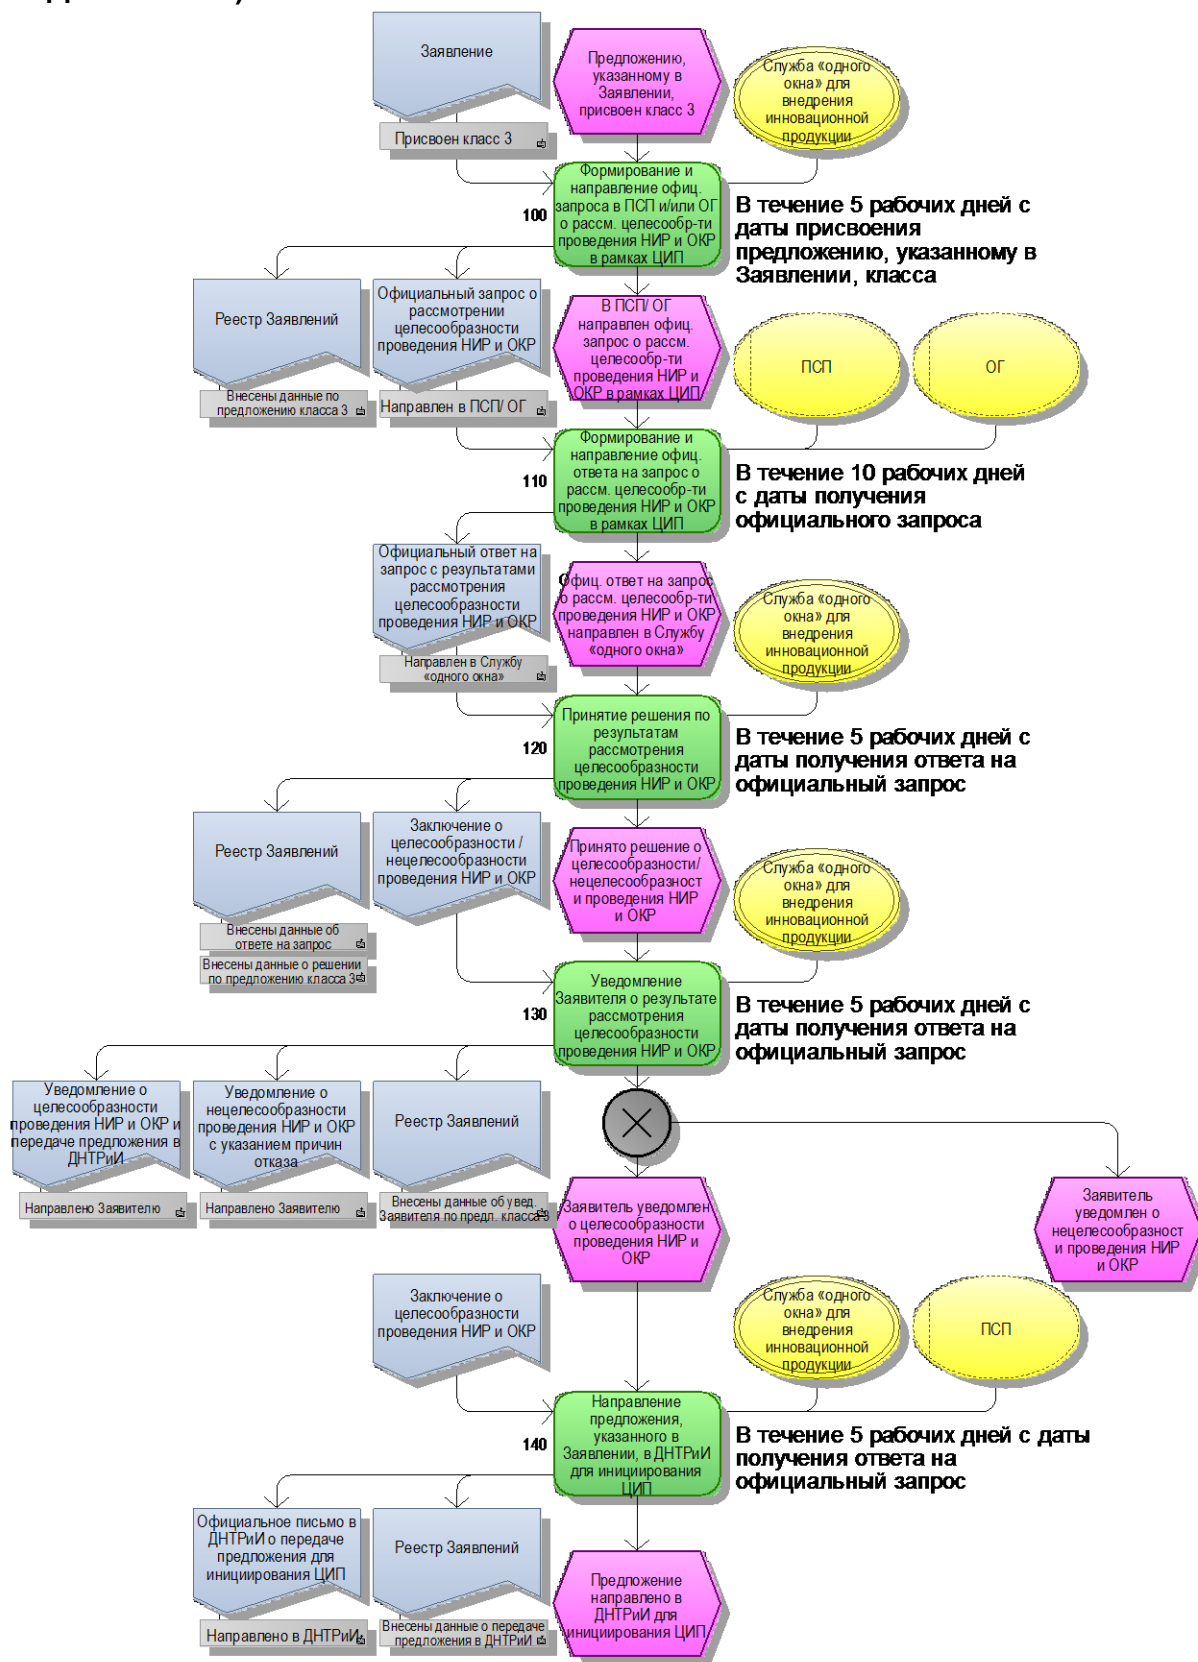 Заявление
Предложению,
указанному в
Заявлении,
присвоен класс 3
Служба «одного
окна» для
внедрения
инновационной
продукции
Присвоен класс 3
100
Формирование и
направление офиц.
запроса в ПСП и/или ОГ
о рассм. целесообр-ти
проведения НИР и ОКР
в рамках ЦИП
В течение 5 рабочих дней с
даты присвоения
предложению, указанному в
Заявлении, класса
Реестр Заявлений
Официальный запрос о
рассмотрении
целесообразности
проведения НИР и ОКР
В ПСП/ ОГ
направлен офиц.
запрос о рассм.
целесообр-ти
проведения НИР и
ОКР в рамках ЦИП
ПСП
ОГ
Внесены данные по
предложению класса 3
Направлен в ПСП/ ОГ
110
Формирование и
направление офиц.
ответа на запрос о
рассм. целесообр-ти
проведения НИР и ОКР
в рамках ЦИП
В течение 10 рабочих дней
с даты получения
официального запроса
Официальный ответ на
запрос с результатами
рассмотрения
целесообразности
проведения НИР и ОКР
Офиц. ответ на запрос
о рассм. целесообр-ти
проведения НИР и ОКР
направлен в Службу
«одного окна»
Служба «одного
окна» для
внедрения
инновационной
продукции
Направлен в Службу
«одного окна»
120
Принятие решения по
результатам
рассмотрения
целесообразности
проведения НИР и ОКР
В течение 5 рабочих дней с
даты получения ответа на
официальный запрос
Реестр Заявлений
Заключение о
целесообразности /
нецелесообразности
проведения НИР и ОКР
Принято решение о
целесообразности/
нецелесообразност
и проведения НИР
и ОКР
Служба «одного
окна» для
внедрения
инновационной
продукции
Внесены данные об
ответе на запрос
Внесены данные о решении
по предложению класса 3
130
Уведомление
Заявителя о результате
рассмотрения
целесообразности
проведения НИР и ОКР
В течение 5 рабочих дней с
даты получения ответа на
официальный запрос
Уведомление о
целесообразности
проведения НИР и ОКР и
передаче предложения в
ДНТРиИ
Уведомление о
нецелесообразности
проведения НИР и ОКР
с указанием причин
отказа
Реестр Заявлений
Направлено Заявителю
Направлено Заявителю
Внесены данные об увед.
Заявителя по предл. класса 3
Заявитель уведомлен
о целесообразности
проведения НИР и
ОКР
Заявитель
уведомлен о
нецелесообразност
и проведения НИР
и ОКР
Заключение о
целесообразности
проведения НИР и ОКР
Служба «одного
окна» для
внедрения
инновационной
продукции
ПСП
140
Направление
предложения,
указанного в
Заявлении, в ДНТРиИ
для инициирования
ЦИП
В течение 5 рабочих дней с даты
получения ответа на
официальный запрос
Официальное письмо в
ДНТРиИ о передаче
предложения для
инициирования ЦИП
Реестр Заявлений
Предложение
направлено в
ДНТРиИ для
инициирования ЦИП
Направлено в ДНТРиИ
Внесены данные о передаче
предложения в ДНТРиИ